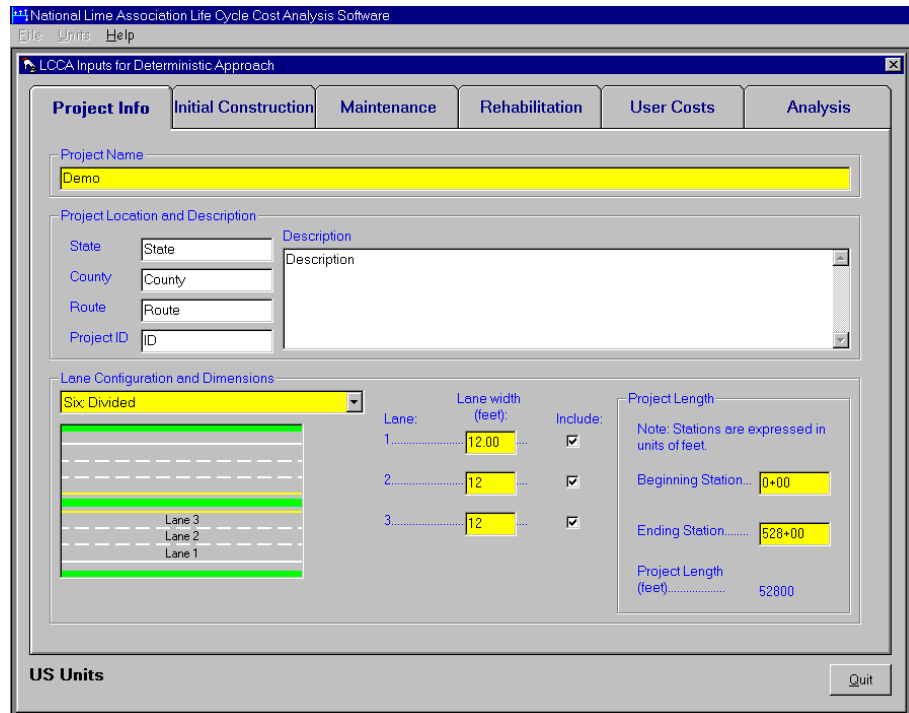 National Lime Association Life Cycle Cost Analysis Software
File Units Help
LCCA Inputs for Deterministic Approach
Project Info Initial Construction Maintenance Rehabilitation User Costs Analysis
Project Name
Demo
Project Location and Description
State State
County County
Route Route
Project ID ID
Description
Description
Lane Configuration and Dimensions
Six; Divided
Lane 3
Lane 2
Lane 1
Lane: Lane width (feet): Include:
1...................... 12.00 ....
2...................... 12 ....
3...................... 12 ....
Project Length
Note: Stations are expressed in
units of feet.
Beginning Station... 0+00
Ending Station........ 528+00
Project Length
(feet)................... 52800
US Units
Quit